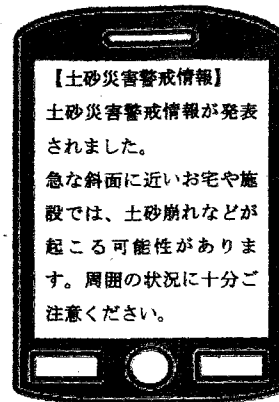 【土砂災害警戒情報】
土砂災害警戒情報が発表
されました。
急な斜面に近いお宅や施
設では、土砂崩れなどが
起こる可能性がありま
す。周囲の状況に十分ご
注意ください。